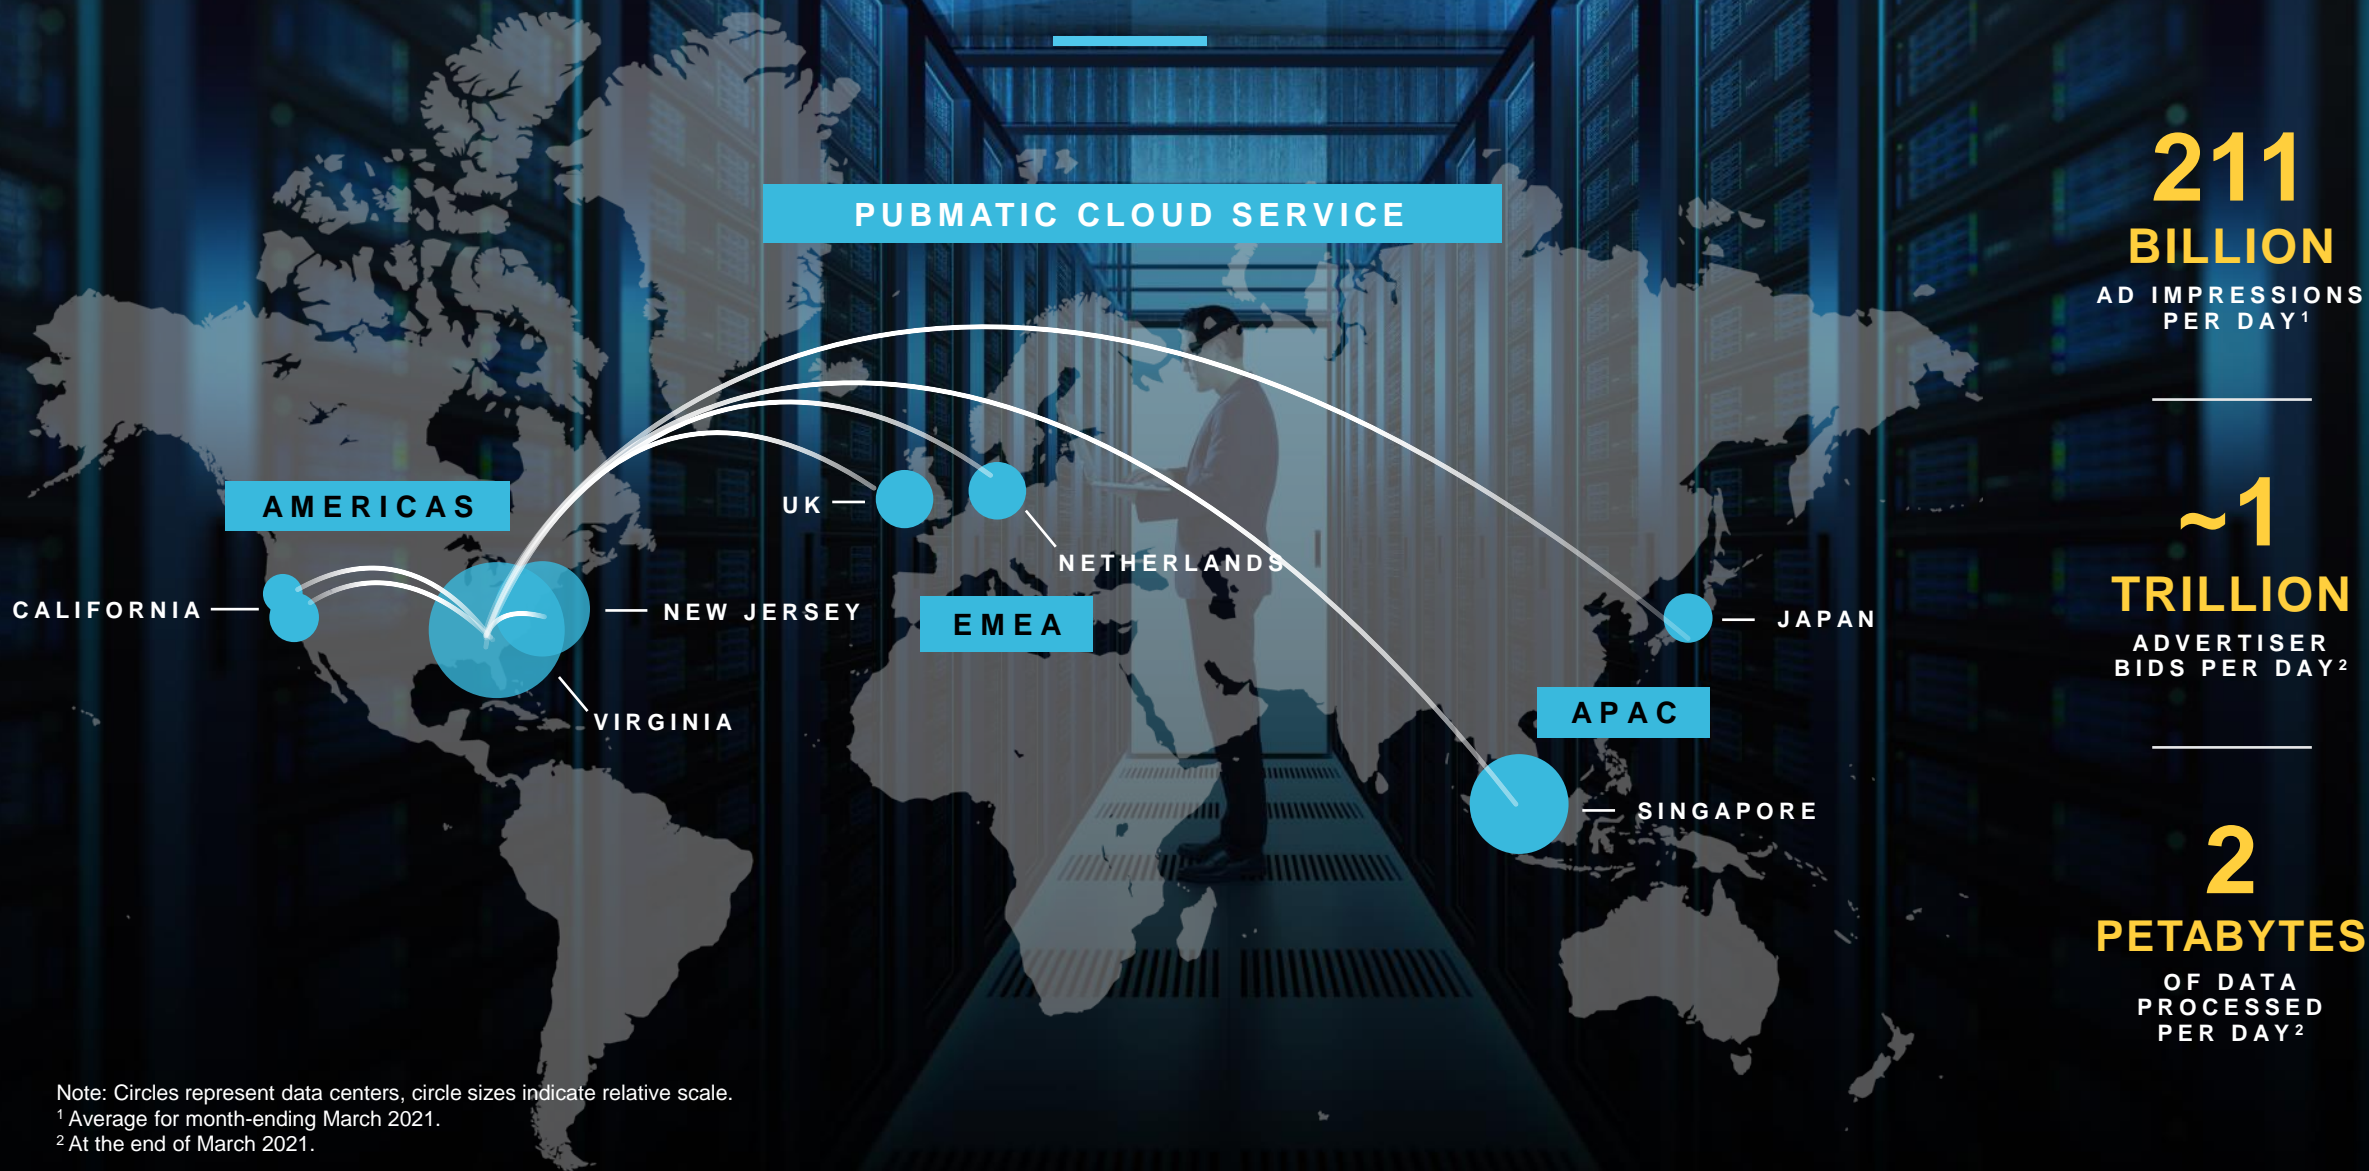 PUBMATIC CLOUD SERVICE
AMERICAS
CALIFORNIA
NEW JERSEY
VIRGINIA
UK
NETHERLANDS
EMEA
JAPAN
APAC
SINGAPORE
211
BILLION
AD IMPRESSIONS
PER DAY¹
~1
TRILLION
ADVERTISER
BIDS PER DAY²
2
PETABYTES
OF DATA
PROCESSED
PER DAY²
Note: Circles represent data centers, circle sizes indicate relative scale.
¹ Average for month-ending March 2021.
² At the end of March 2021.